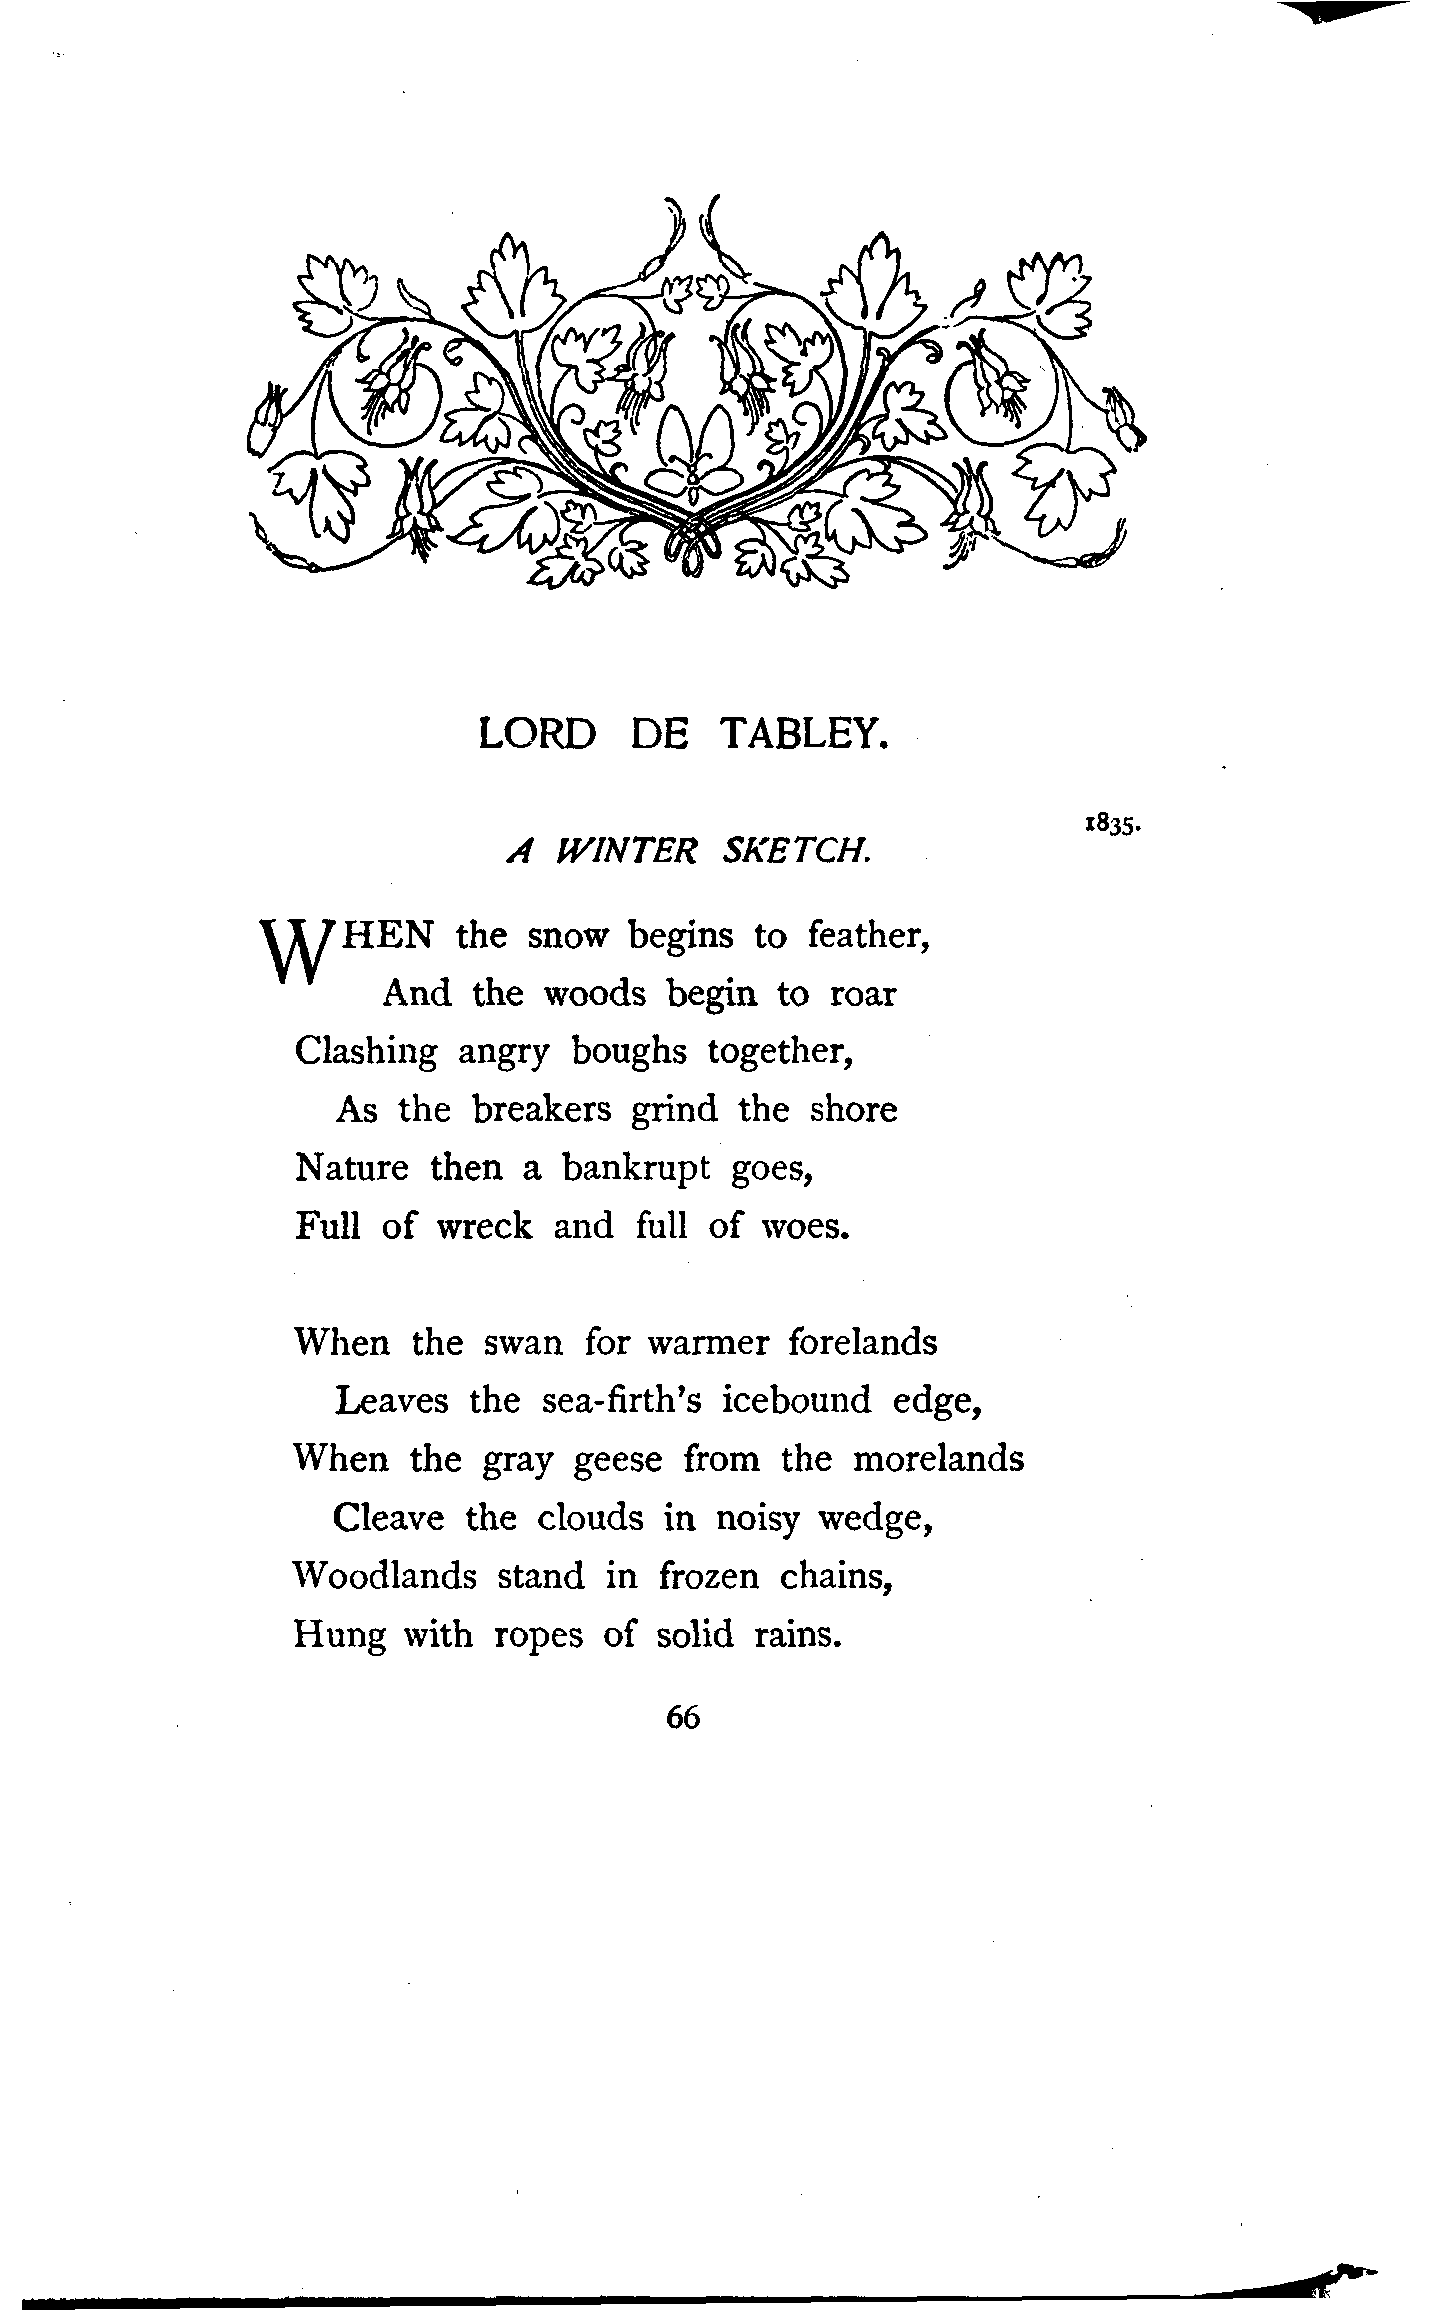 LORD DE TABLEY.
1835.
A WINTER SKETCH.
WHEN the snow begins to feather,
And the woods begin to roar
Clashing angry boughs together,
As the breakers grind the shore
Nature then a bankrupt goes,
Full of wreck and full of woes.
When the swan for warmer forelands
Leaves the sea-firth's icebound edge,
When the gray geese from the morelands
Cleave the clouds in noisy wedge,
Woodlands stand in frozen chains,
Hung with ropes of solid rains.
66